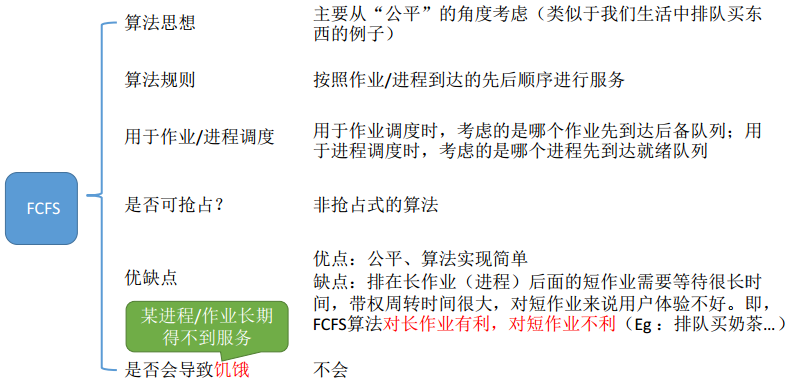 算法思想
主要从“公平”的角度考虑（类似于我们生活中排队买东
西的例子）
算法规则
按照作业/进程到达的先后顺序进行服务
用于作业/进程调度
用于作业调度时，考虑的是哪个作业先到达后备队列；用
于进程调度时，考虑的是哪个进程先到达就绪队列
FCFS
是否可抢占？
非抢占式的算法
优缺点
优点：公平、算法实现简单
缺点：排在长作业（进程）后面的短作业需要等待很长时
间，带权周转时间很大，对短作业来说用户体验不好。即，
FCFS算法对长作业有利，对短作业不利（Eg：排队买奶茶...）
某进程/作业长期
得不到服务
是否会导致饥饿
不会